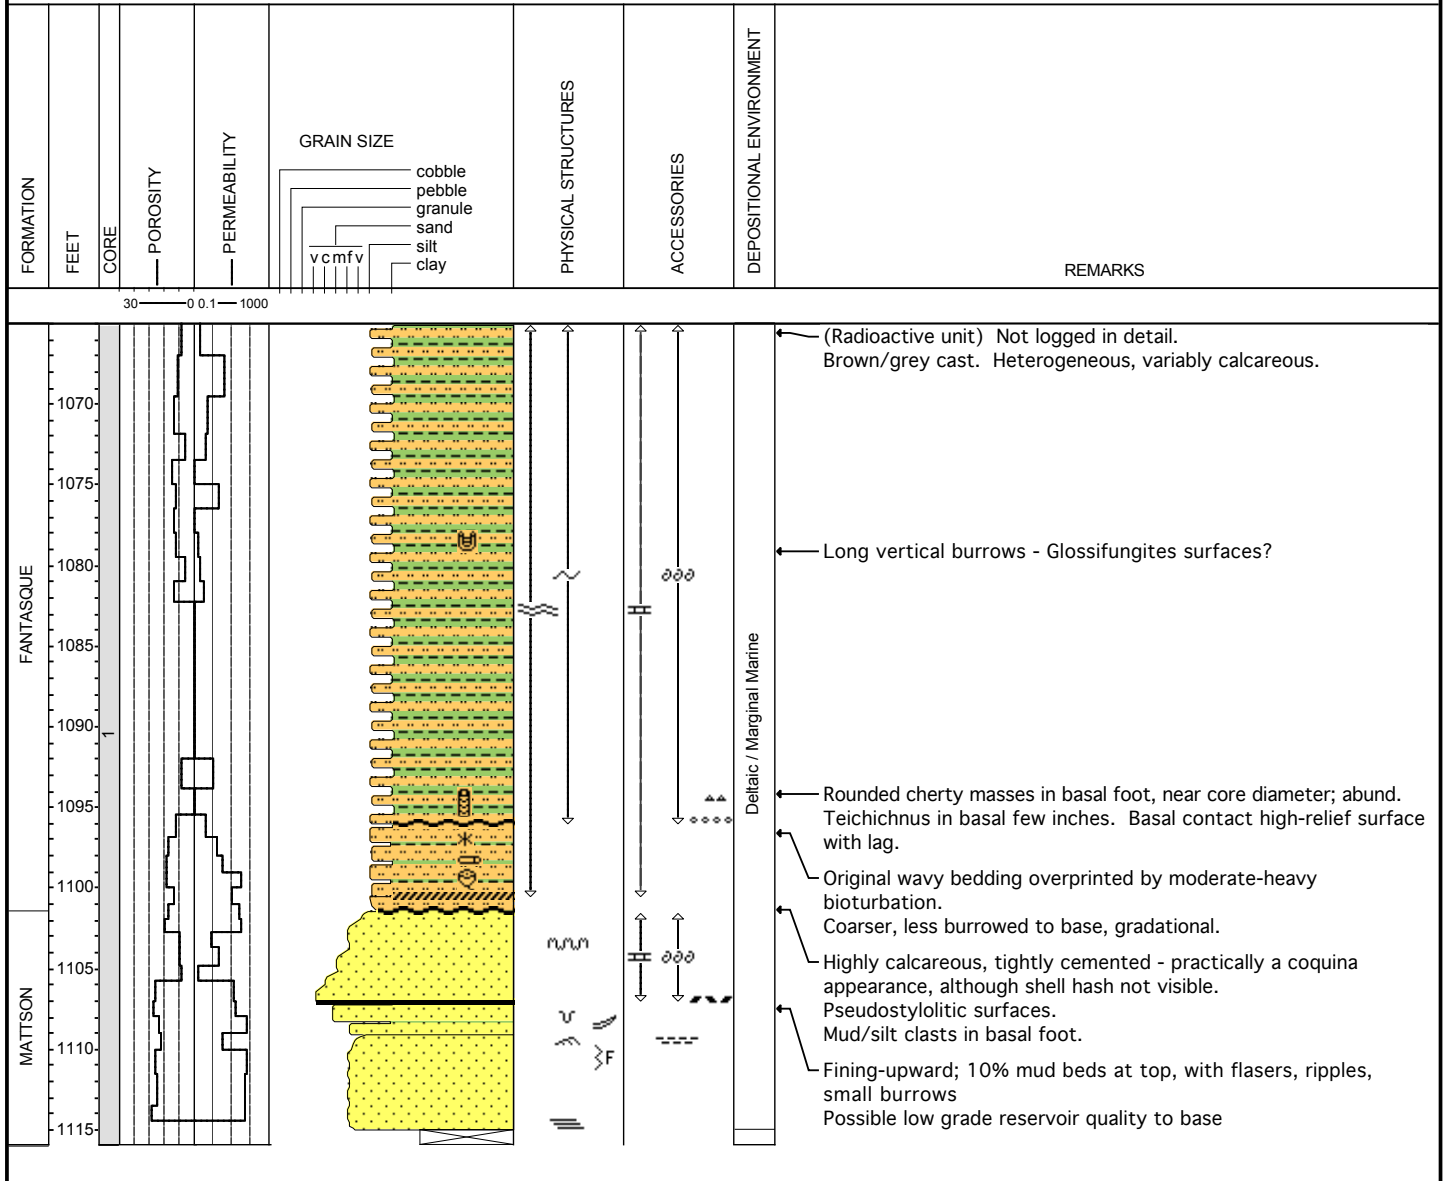 FORMATION
FEET
CORE
POROSITY
PERMEABILITY
GRAIN SIZE
cobble
pebble
granule
sand
silt
clay
v c m f v
PHYSICAL STRUCTURES
ACCESSORIES
DEPOSITIONAL ENVIRONMENT
REMARKS
30 0 0.1 1000
FANTASQUE
MATTSON
1070
1075
1080
1085
1090
1095
1100
1105
1110
1115
1
F
Deltaic / Marginal Marine
(Radioactive unit) Not logged in detail.
Brown/grey cast. Heterogeneous, variably calcareous.
Long vertical burrows - Glossifungites surfaces?
Rounded cherty masses in basal foot, near core diameter; abund.
Teichichnus in basal few inches. Basal contact high-relief surface
with lag.
Original wavy bedding overprinted by moderate-heavy
bioturbation.
Coarser, less burrowed to base, gradational.
Highly calcareous, tightly cemented - practically a coquina
appearance, although shell hash not visible.
Pseudostylolitic surfaces.
Mud/silt clasts in basal foot.
Fining-upward; 10% mud beds at top, with flasers, ripples,
small burrows
Possible low grade reservoir quality to base